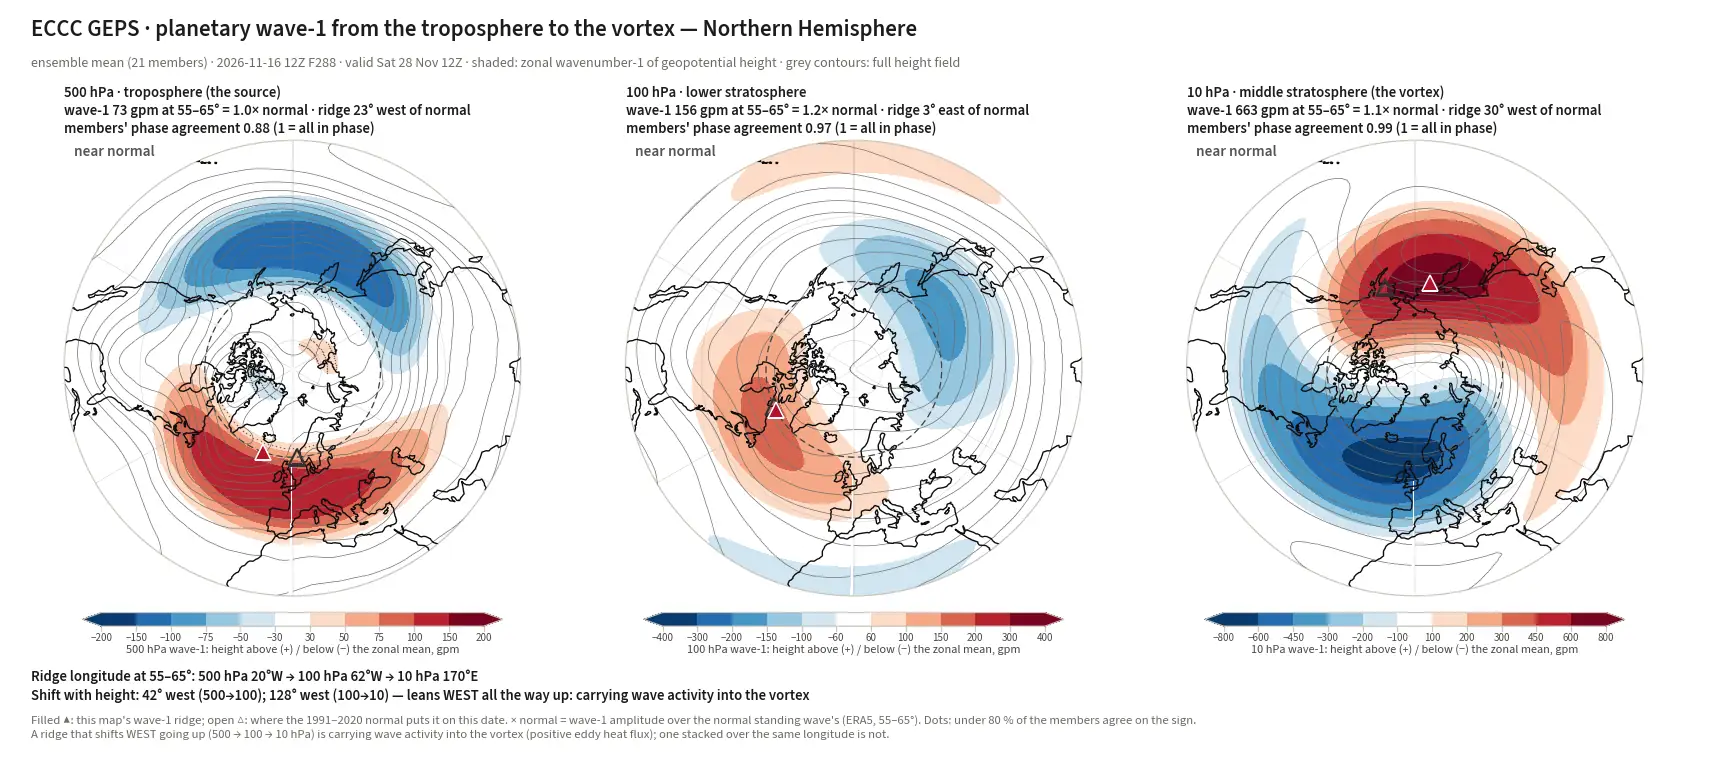 ECCC GEPS · planetary wave-1 from the troposphere to the vortex — Northern Hemisphere
ensemble mean (21 members) · 2026-11-16 12Z F288 · valid Sat 28 Nov 12Z · shaded: zonal wavenumber-1 of geopotential height · grey contours: full height field
500 hPa · troposphere (the source)
wave-1 73 gpm at 55–65° = 1.0× normal · ridge 23° west of normal
members' phase agreement 0.88 (1 = all in phase)
near normal
100 hPa · lower stratosphere
wave-1 156 gpm at 55–65° = 1.2× normal · ridge 3° east of normal
members' phase agreement 0.97 (1 = all in phase)
near normal
10 hPa · middle stratosphere (the vortex)
wave-1 663 gpm at 55–65° = 1.1× normal · ridge 30° west of normal
members' phase agreement 0.99 (1 = all in phase)
near normal
−200 −150 −100 −75 −50 −30 30 50 75 100 150 200
500 hPa wave-1: height above (+) / below (−) the zonal mean, gpm
−400 −300 −200 −150 −100 −60 60 100 150 200 300 400
100 hPa wave-1: height above (+) / below (−) the zonal mean, gpm
−800 −600 −450 −300 −200 −100 100 200 300 450 600 800
10 hPa wave-1: height above (+) / below (−) the zonal mean, gpm
Ridge longitude at 55–65°: 500 hPa 20°W → 100 hPa 62°W → 10 hPa 170°E
Shift with height: 42° west (500→100); 128° west (100→10) — leans WEST all the way up: carrying wave activity into the vortex
Filled ▲: this map's wave-1 ridge; open △: where the 1991–2020 normal puts it on this date. × normal = wave-1 amplitude over the normal standing wave's (ERA5, 55–65°). Dots: under 80 % of the members agree on the sign.
A ridge that shifts WEST going up (500 → 100 → 10 hPa) is carrying wave activity into the vortex (positive eddy heat flux); one stacked over the same longitude is not.